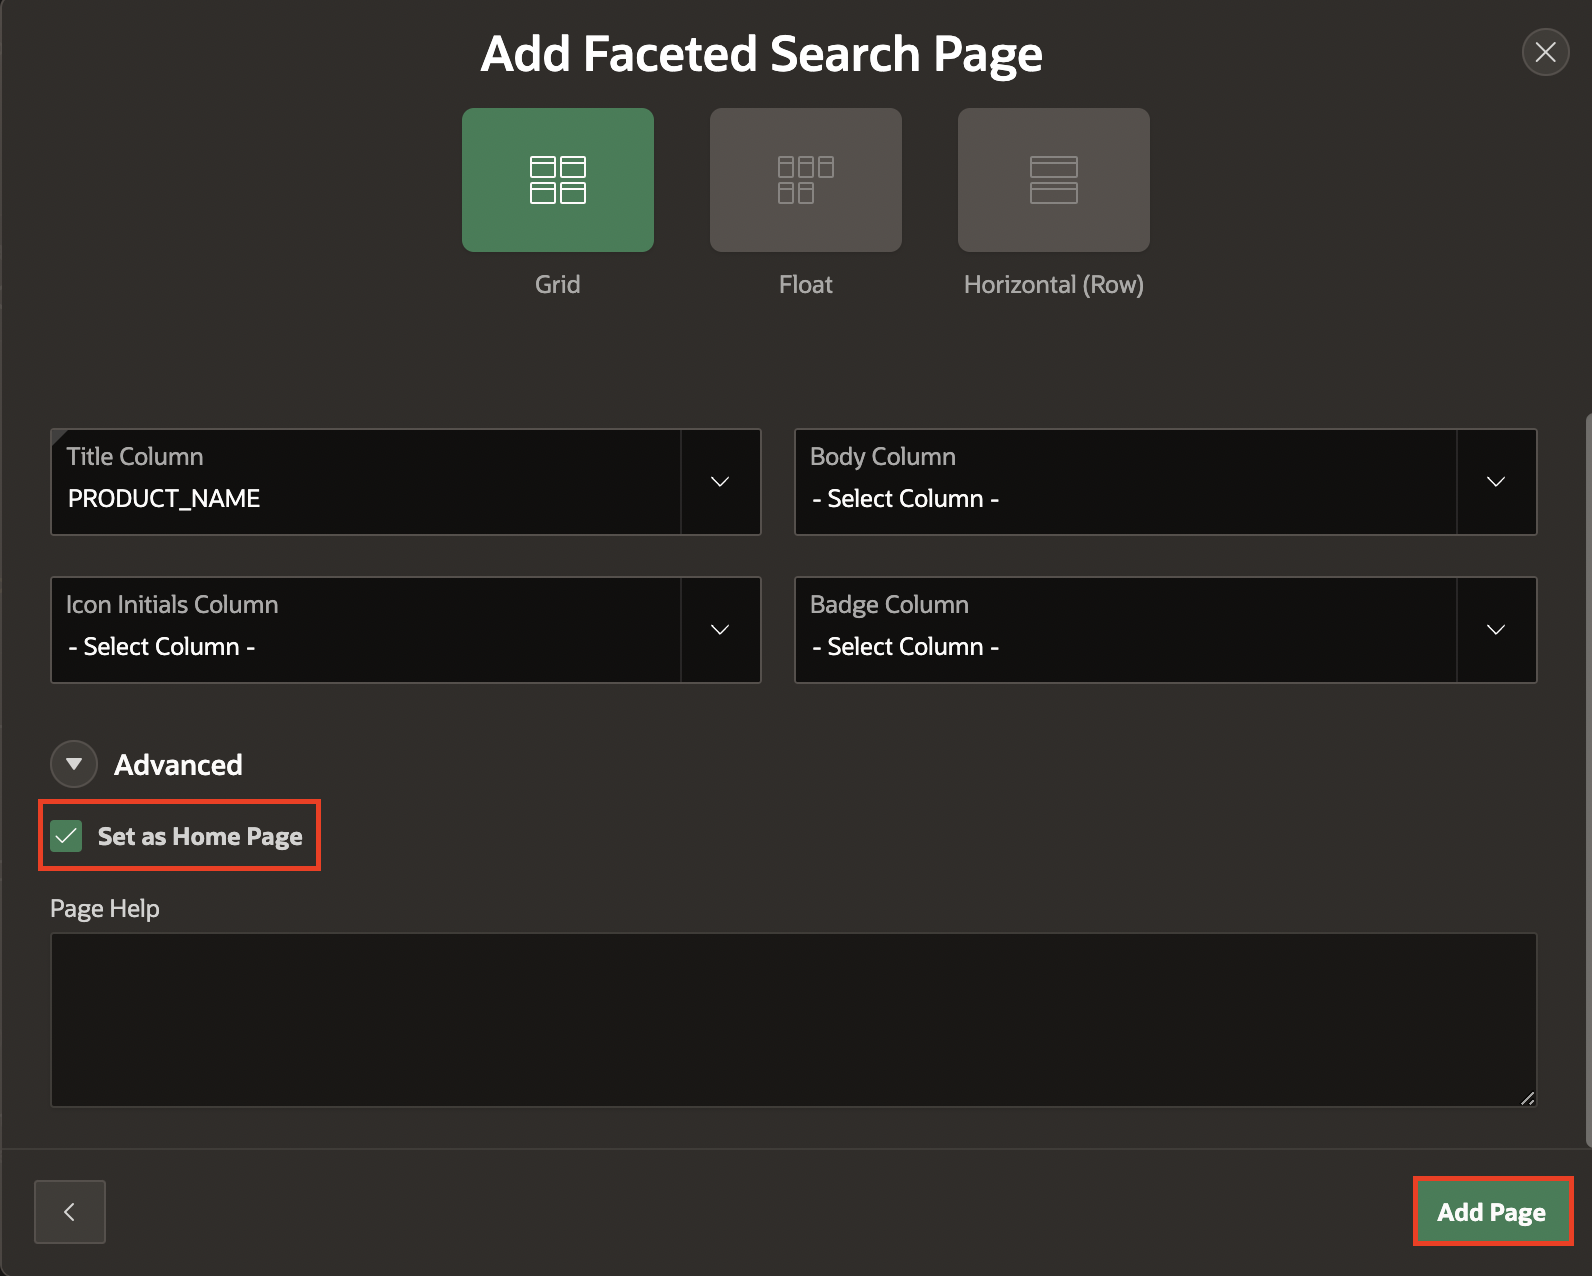 Add Faceted Search Page
Grid
Float
Horizontal (Row)
Title Column
PRODUCT_NAME
Body Column
- Select Column -
Icon Initials Column
- Select Column -
Badge Column
- Select Column -
Advanced
Set as Home Page
Page Help
Add Page